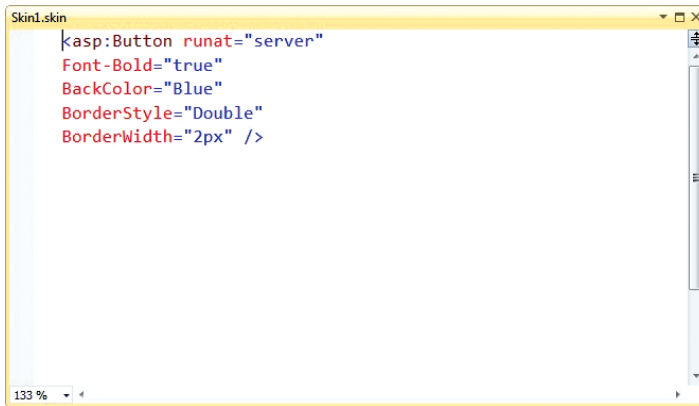 Skin1.skin
<asp:Button runat="server"
Font-Bold="true"
BackColor="Blue"
BorderStyle="Double"
BorderWidth="2px" />
133 %